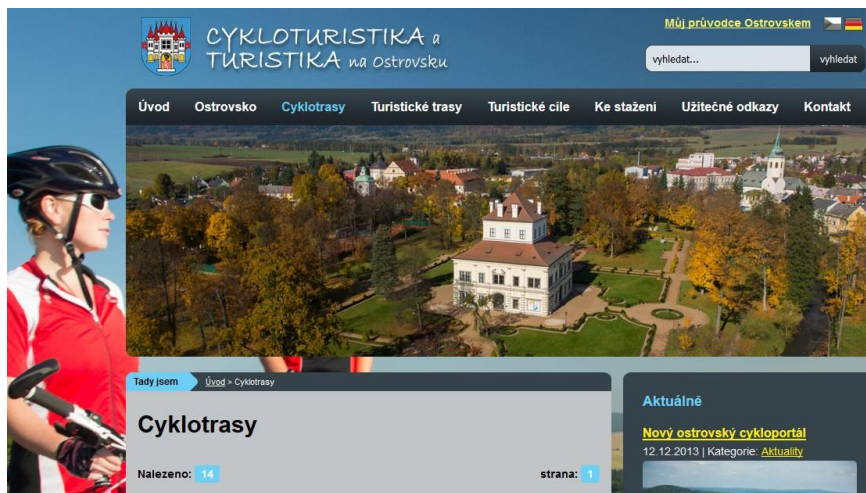 CYKLOTURISTIKA a
TURISTIKA na Ostrovsku
Můj průvodce Ostrovskem
vyhledat...
vyhledat
Úvod Ostrovsko Cyklotrasy Turistické trasy Turistické cíle Ke stažení Užitečné odkazy Kontakt
Tady jsem Úvod > Cyklotrasy
Cyklotrasy
Nalezeno: 14 strana: 1
Aktuálně
Nový ostrovský cykloportál
12.12.2013 | Kategorie: Aktuality